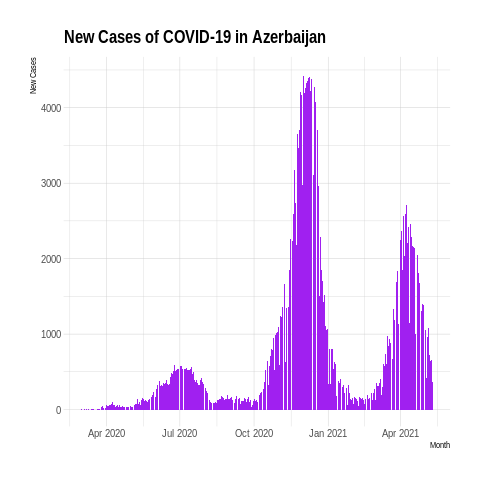 New Cases of COVID-19 in Azerbaijan
New Cases
4000
3000
2000
1000
0
Apr 2020 Jul 2020 Oct 2020 Jan 2021 Apr 2021
Month